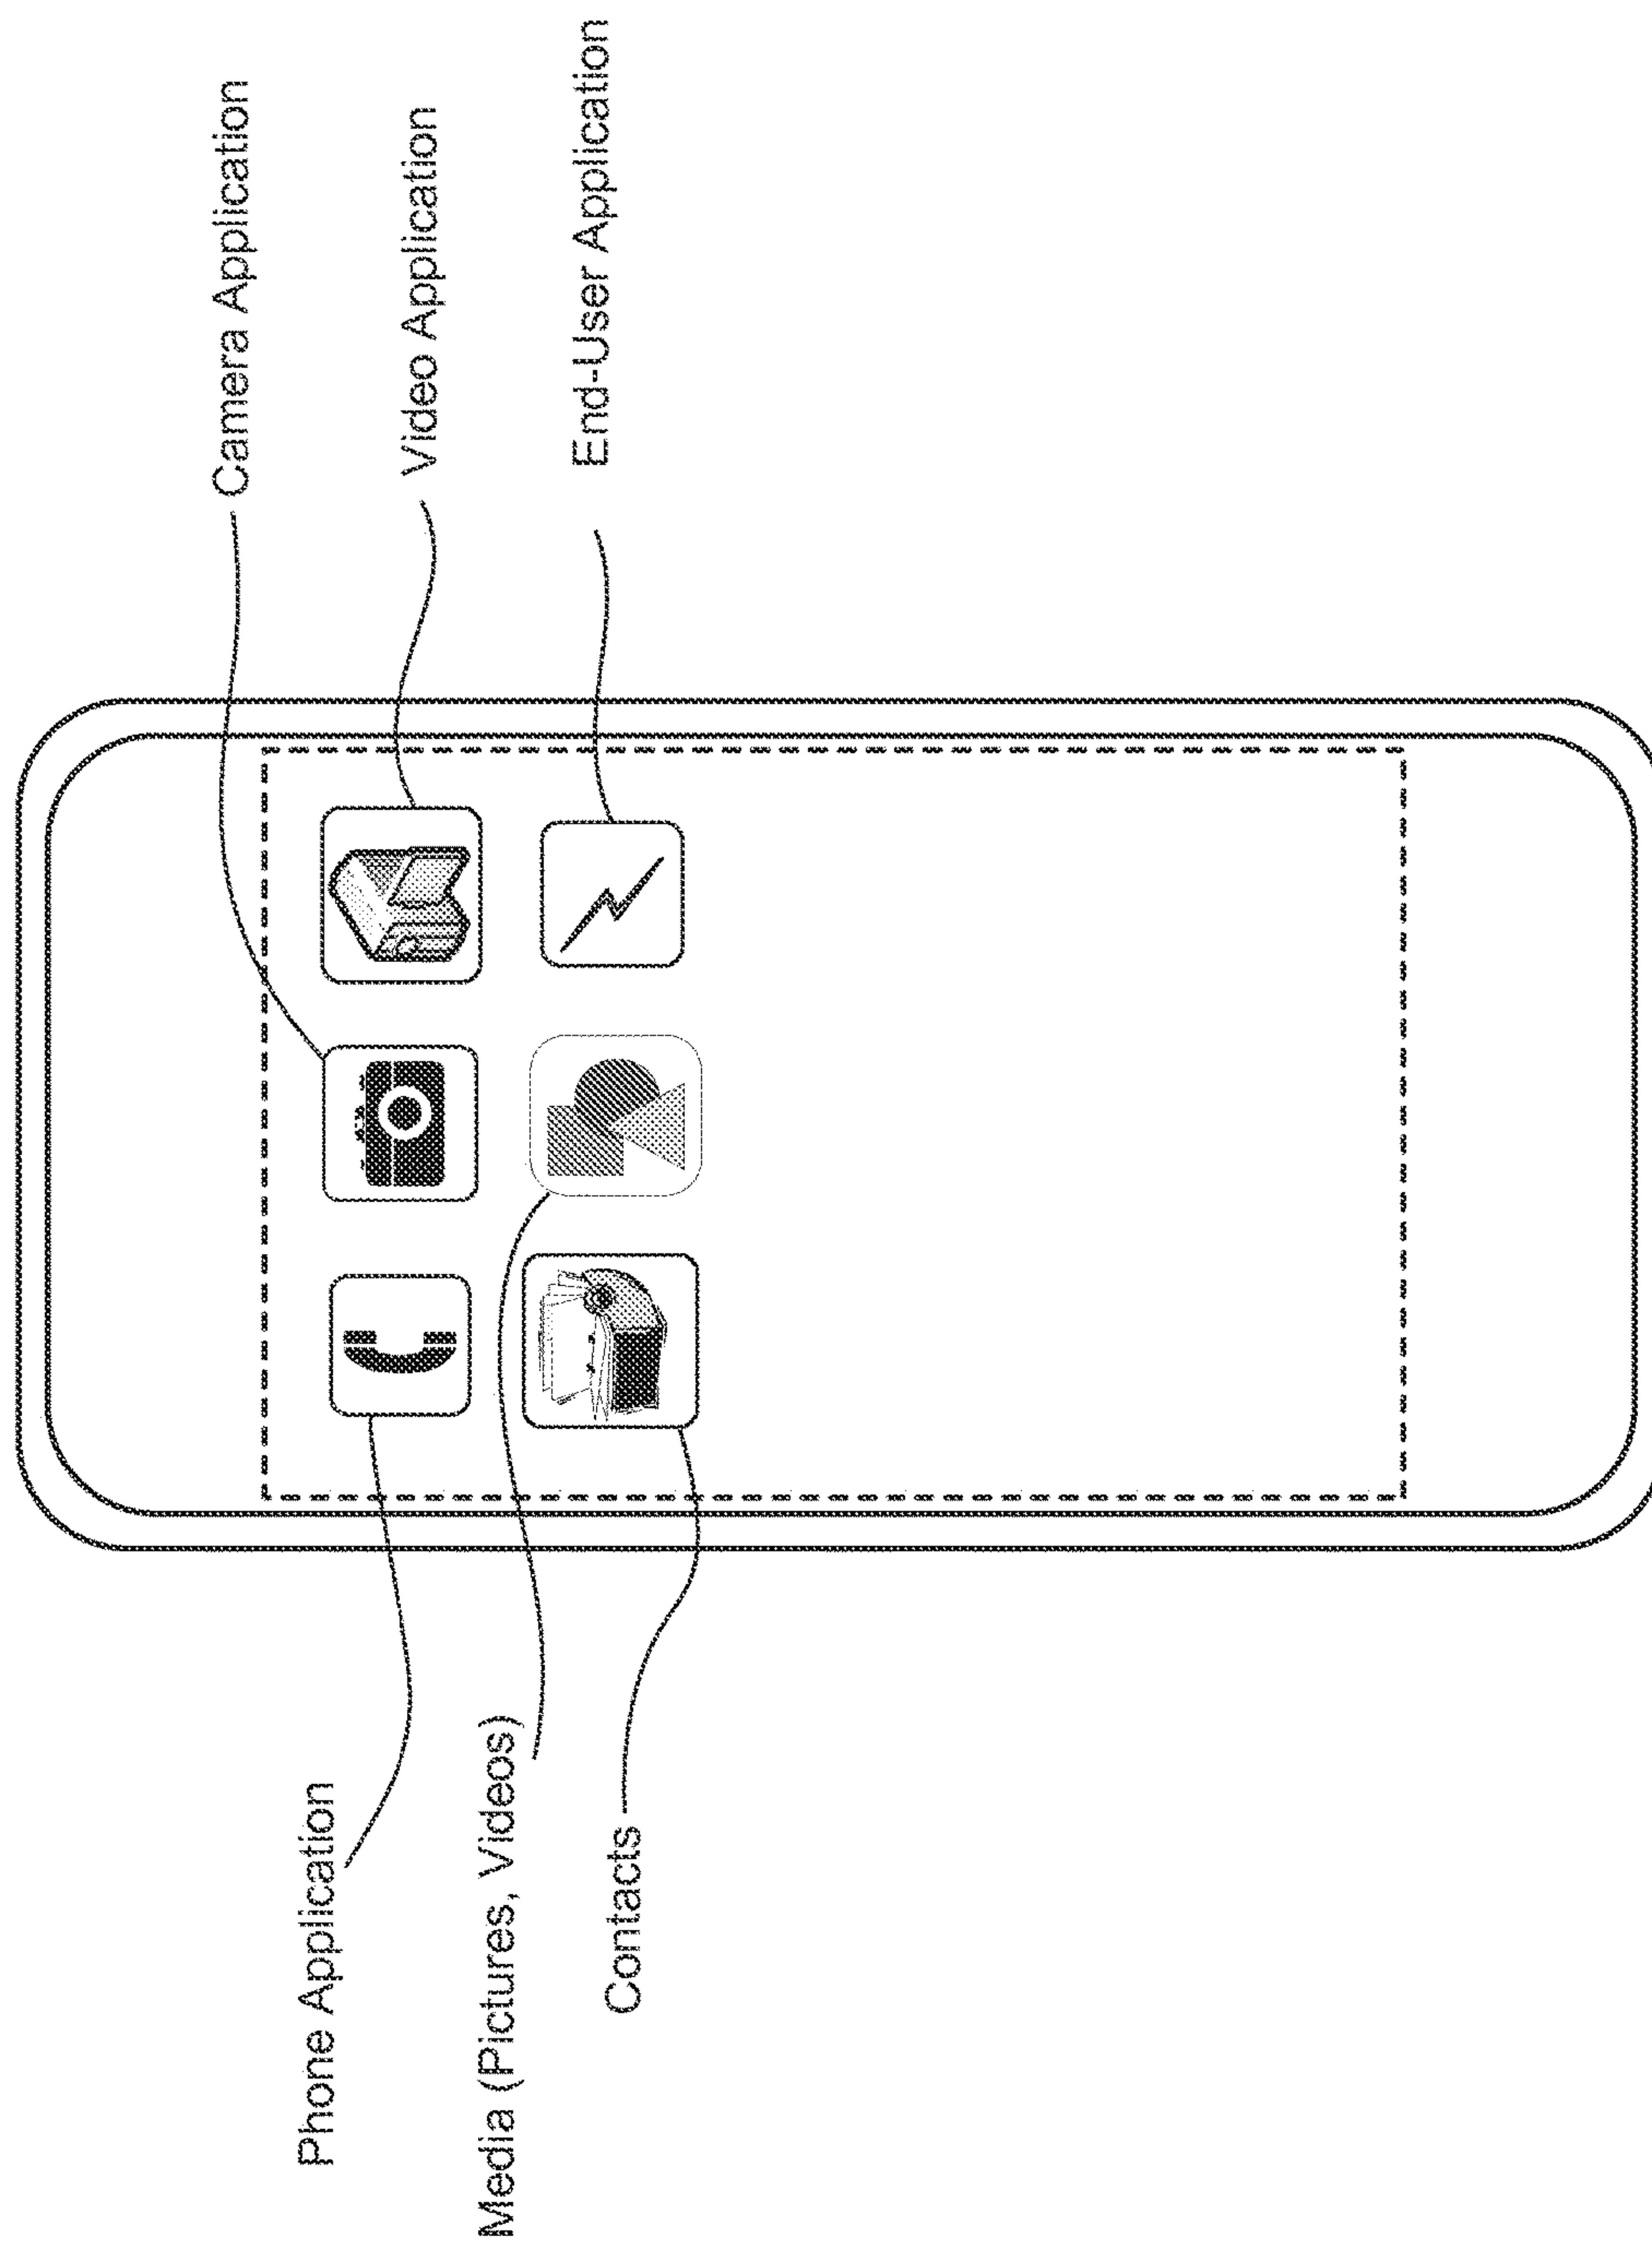 Phone Application
Media (Pictures, Videos)
Contacts
Camera Application
Video Application
End-User Application